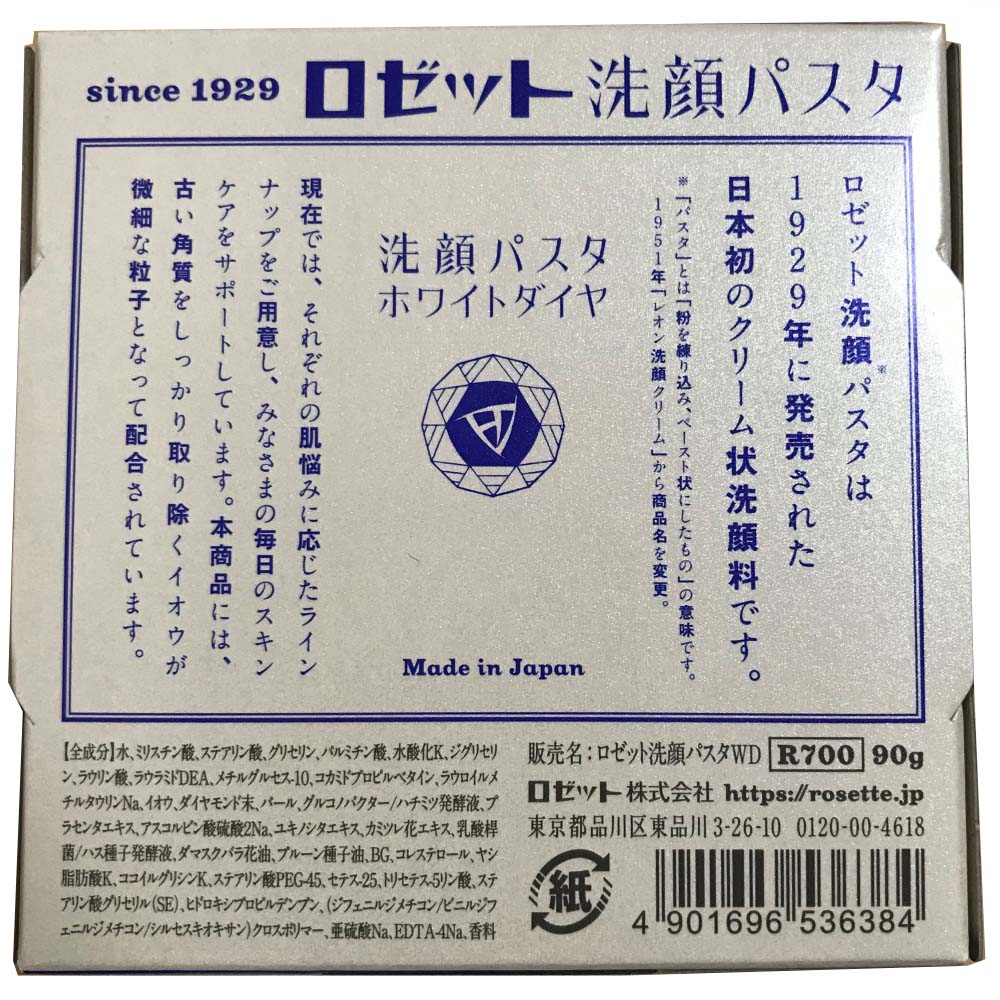 since 1929 ロゼット 洗顔パスタ
ロゼット洗顔※パスタは
1929年に発売された
日本初のクリーム状洗顔料です。
※「パスタ」とは「粉を練り込み、ペースト状にしたもの」の意味です。
1951年「レオン洗顔クリーム」から商品名を変更。
洗顔パスタ
ホワイトダイヤ
Made in Japan
現在では、それぞれの肌悩みに応じたライン
ナップをご用意し、みなさまの毎日のスキン
ケアをサポートしています。本商品には、
古い角質をしっかり取り除くイオウが
微細な粒子となって配合されています。
【全成分】水、ミリスチン酸、ステアリン酸、グリセリン、パルミチン酸、水酸化K、ジグリセリ
ン、ラウリン酸、ラウラミドDEA、メチルグルセス-10、コカミドプロピルベタイン、ラウロイルメ
チルタウリンNa、イオウ、ダイヤモンド末、パール、グルコノバクター/ハチミツ発酵液、プ
ラセンタエキス、アスコルビン酸硫酸2Na、ユキノシタエキス、カミツレ花エキス、乳酸桿
菌/ハス種子発酵液、ダマスクバラ花油、プルーン種子油、BG、コレステロール、ヤシ
脂肪酸K、ココイルグリシンK、ステアリン酸PEG-45、セテス-25、トリセテス-5リン酸、ステ
アリン酸グリセリル(SE)、ヒドロキシプロピルデンプン、(ジフェニルジメチコン/ビニルジフ
ェニルジメチコン/シルセスキオキサン)クロスポリマー、亜硫酸Na、EDTA-4Na、香料
販売名:ロゼット洗顔パスタWD R700 90g
ロゼット株式会社 https://rosette.jp
東京都品川区東品川3-26-10 0120-00-4618
紙
4 901696 536384